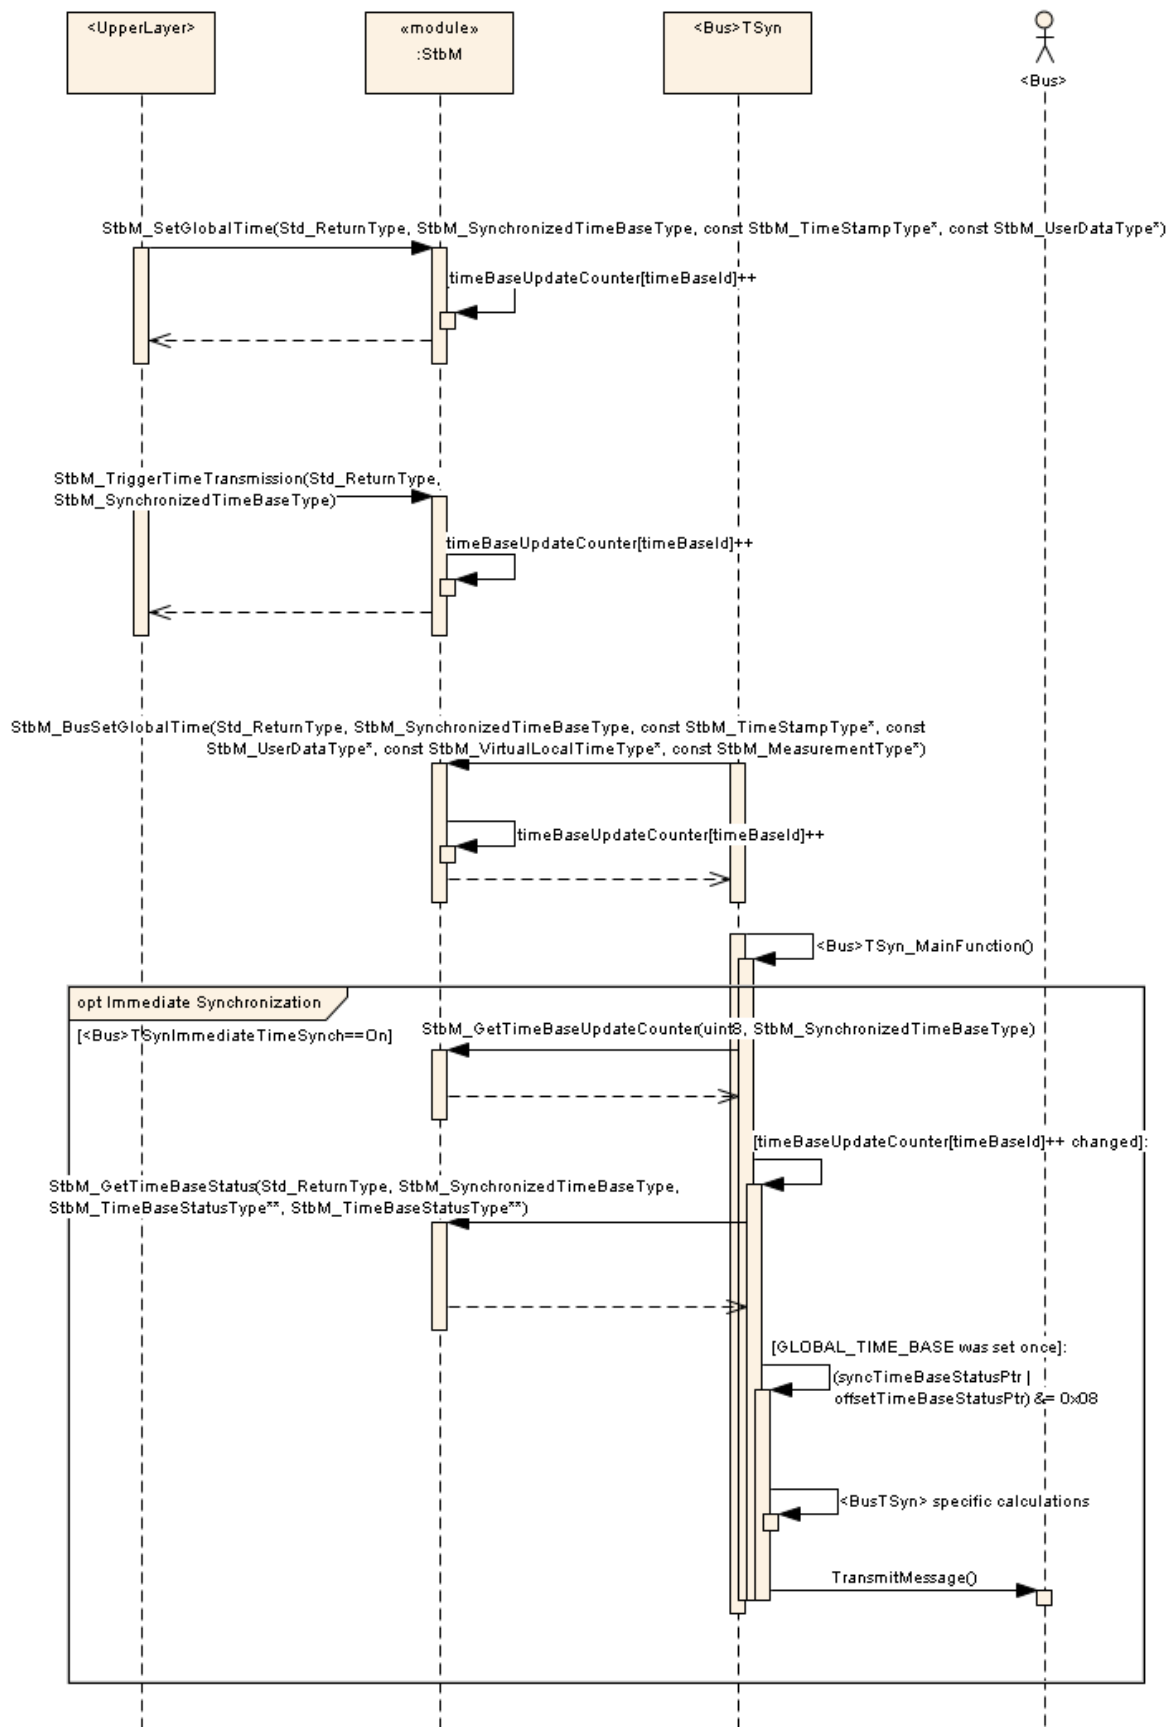 <UpperLayer>
«module»
:StbM
<Bus>TSyn
<Bus>
StbM_SetGlobalTime(Std_ReturnType, StbM_SynchronizedTimeBaseType, const StbM_TimeStampType*, const StbM_UserDataType*)
timeBaseUpdateCounter[timeBaseId]++
StbM_TriggerTimeTransmission(Std_ReturnType,
StbM_SynchronizedTimeBaseType)
timeBaseUpdateCounter[timeBaseId]++
StbM_BusSetGlobalTime(Std_ReturnType, StbM_SynchronizedTimeBaseType, const StbM_TimeStampType*, const
StbM_UserDataType*, const StbM_VirtualLocalTimeType*, const StbM_MeasurementType*)
timeBaseUpdateCounter[timeBaseId]++
<Bus>TSyn_MainFunction()
opt Immediate Synchronization
[<Bus>TSynImmediateTimeSynch==On]
StbM_GetTimeBaseUpdateCounter(uint8, StbM_SynchronizedTimeBaseType)
[timeBaseUpdateCounter[timeBaseId]++ changed]:
StbM_GetTimeBaseStatus(Std_ReturnType, StbM_SynchronizedTimeBaseType,
StbM_TimeBaseStatusType**, StbM_TimeBaseStatusType**)
[GLOBAL_TIME_BASE was set once]:
(syncTimeBaseStatusPtr |
offsetTimeBaseStatusPtr) &= 0x08
<BusTSyn> specific calculations
TransmitMessage()